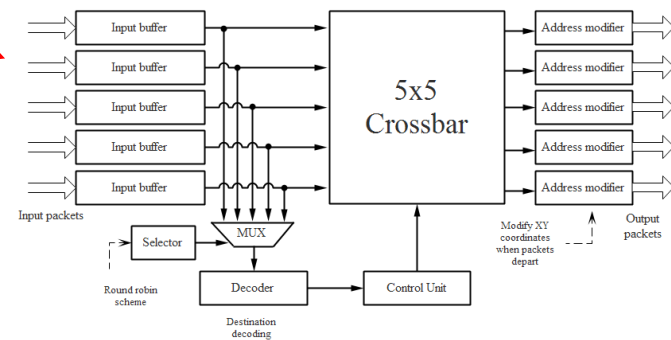 Input buffer
Address modifier
Input buffer
Address modifier
Input buffer
Address modifier
Input buffer
Address modifier
Input buffer
Address modifier
5x5
Crossbar
Input packets
MUX
Selector
Round robin
scheme
Decoder
Destination
decoding
Control Unit
Modify XY
coordinates
when packets
depart
Output
packets